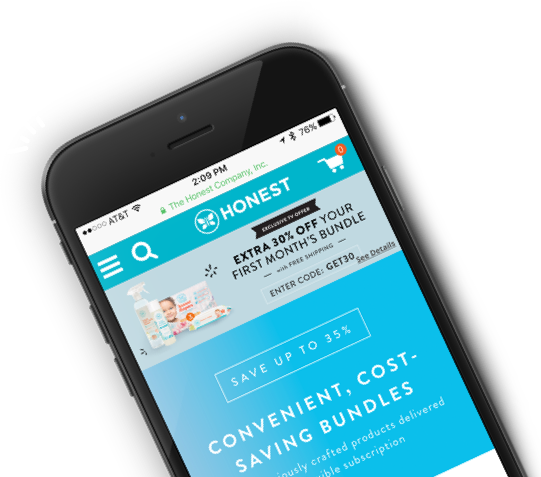 AT&T 2:09 PM 76%
The Honest Company, Inc.
HONEST 0
EXCLUSIVE TV OFFER
EXTRA 30% OFF YOUR
FIRST MONTH'S BUNDLE
— with FREE SHIPPING —
ENTER CODE: GET30 See Details
SAVE UP TO 35%
CONVENIENT, COST-
SAVING BUNDLES
iously crafted products delivered
ible subscription